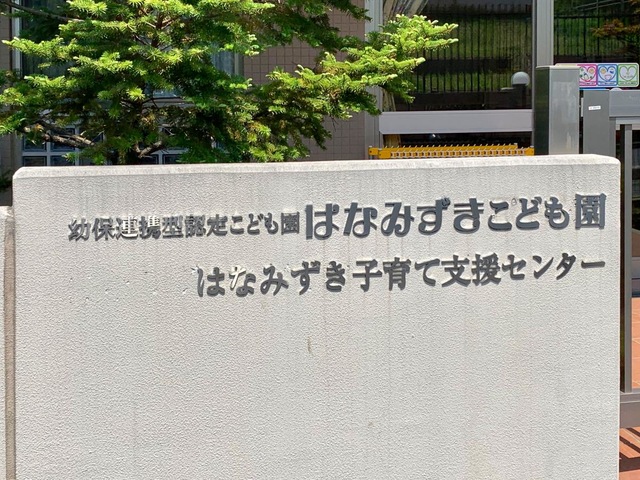 幼保連携型認定こども園はなみずきこども園
はなみずき子育て支援センター